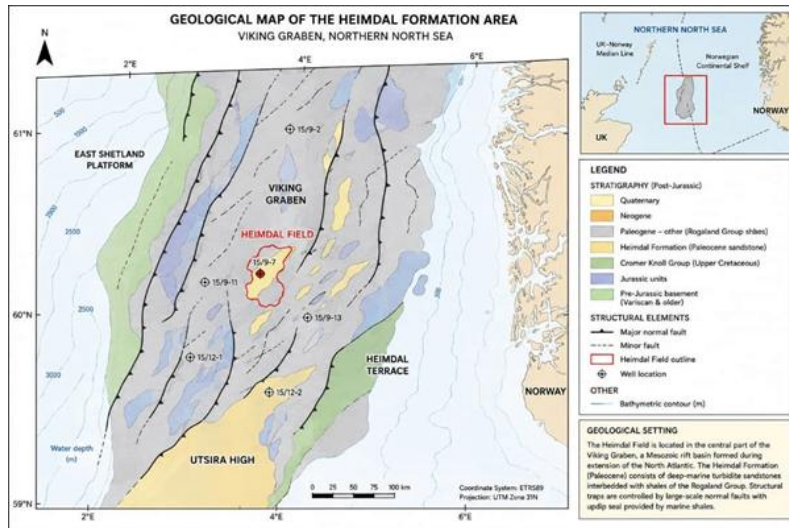 GEOLOGICAL MAP OF THE HEIMDAL FORMATION AREA
VIKING GRABEN, NORTHERN NORTH SEA
N
2°E
4°E
6°E
61°N
61°N
60°N
60°N
59°N
59°N
2°E
4°E
6°E
EAST SHETLAND
PLATFORM
15/9-2
VIKING
GRABEN
HEIMDAL FIELD
15/9-7
15/9-11
15/9-13
15/12-1
15/12-2
HEIMDAL
TERRACE
UTSIRA HIGH
NORWAY
500
2500
2500
3000
Water depth
(m)
0 25 50 75 100 km
Coordinate System: ETRS89
Projection: UTM Zone 31N
NORTHERN NORTH SEA
UK-Norway
Median Line
Norwegian
Continental Shelf
NORWAY
UK
LEGEND
STRATIGRAPHY (Post-Jurassic)
Quaternary
Neogene
Paleogene – other (Rogaland Group shbes)
Heimdal Formation (Paleocene sandstone)
Cromer Knoll Group (Upper Cretaceous)
Jurassic units
Pre-Jurassic basement
(Variscan & older)
STRUCTURAL ELEMENTS
Major normal fault
Minor fault
Heimdal Field outline
Well location
OTHER
Bathymetric contour (m)
GEOLOGICAL SETTING
The Heimdal Field is located in the central part of the
Viking Graben, a Mesozoic rift basin formed during
extension of the North Atlantic. The Heimdal Formation
(Paleocene) consists of deep-marine turbidite sandstones
interbedded with shales of the Rogaland Group. Structural
traps are controlled by large-scale normal faults with
updip seal provided by marine shales.